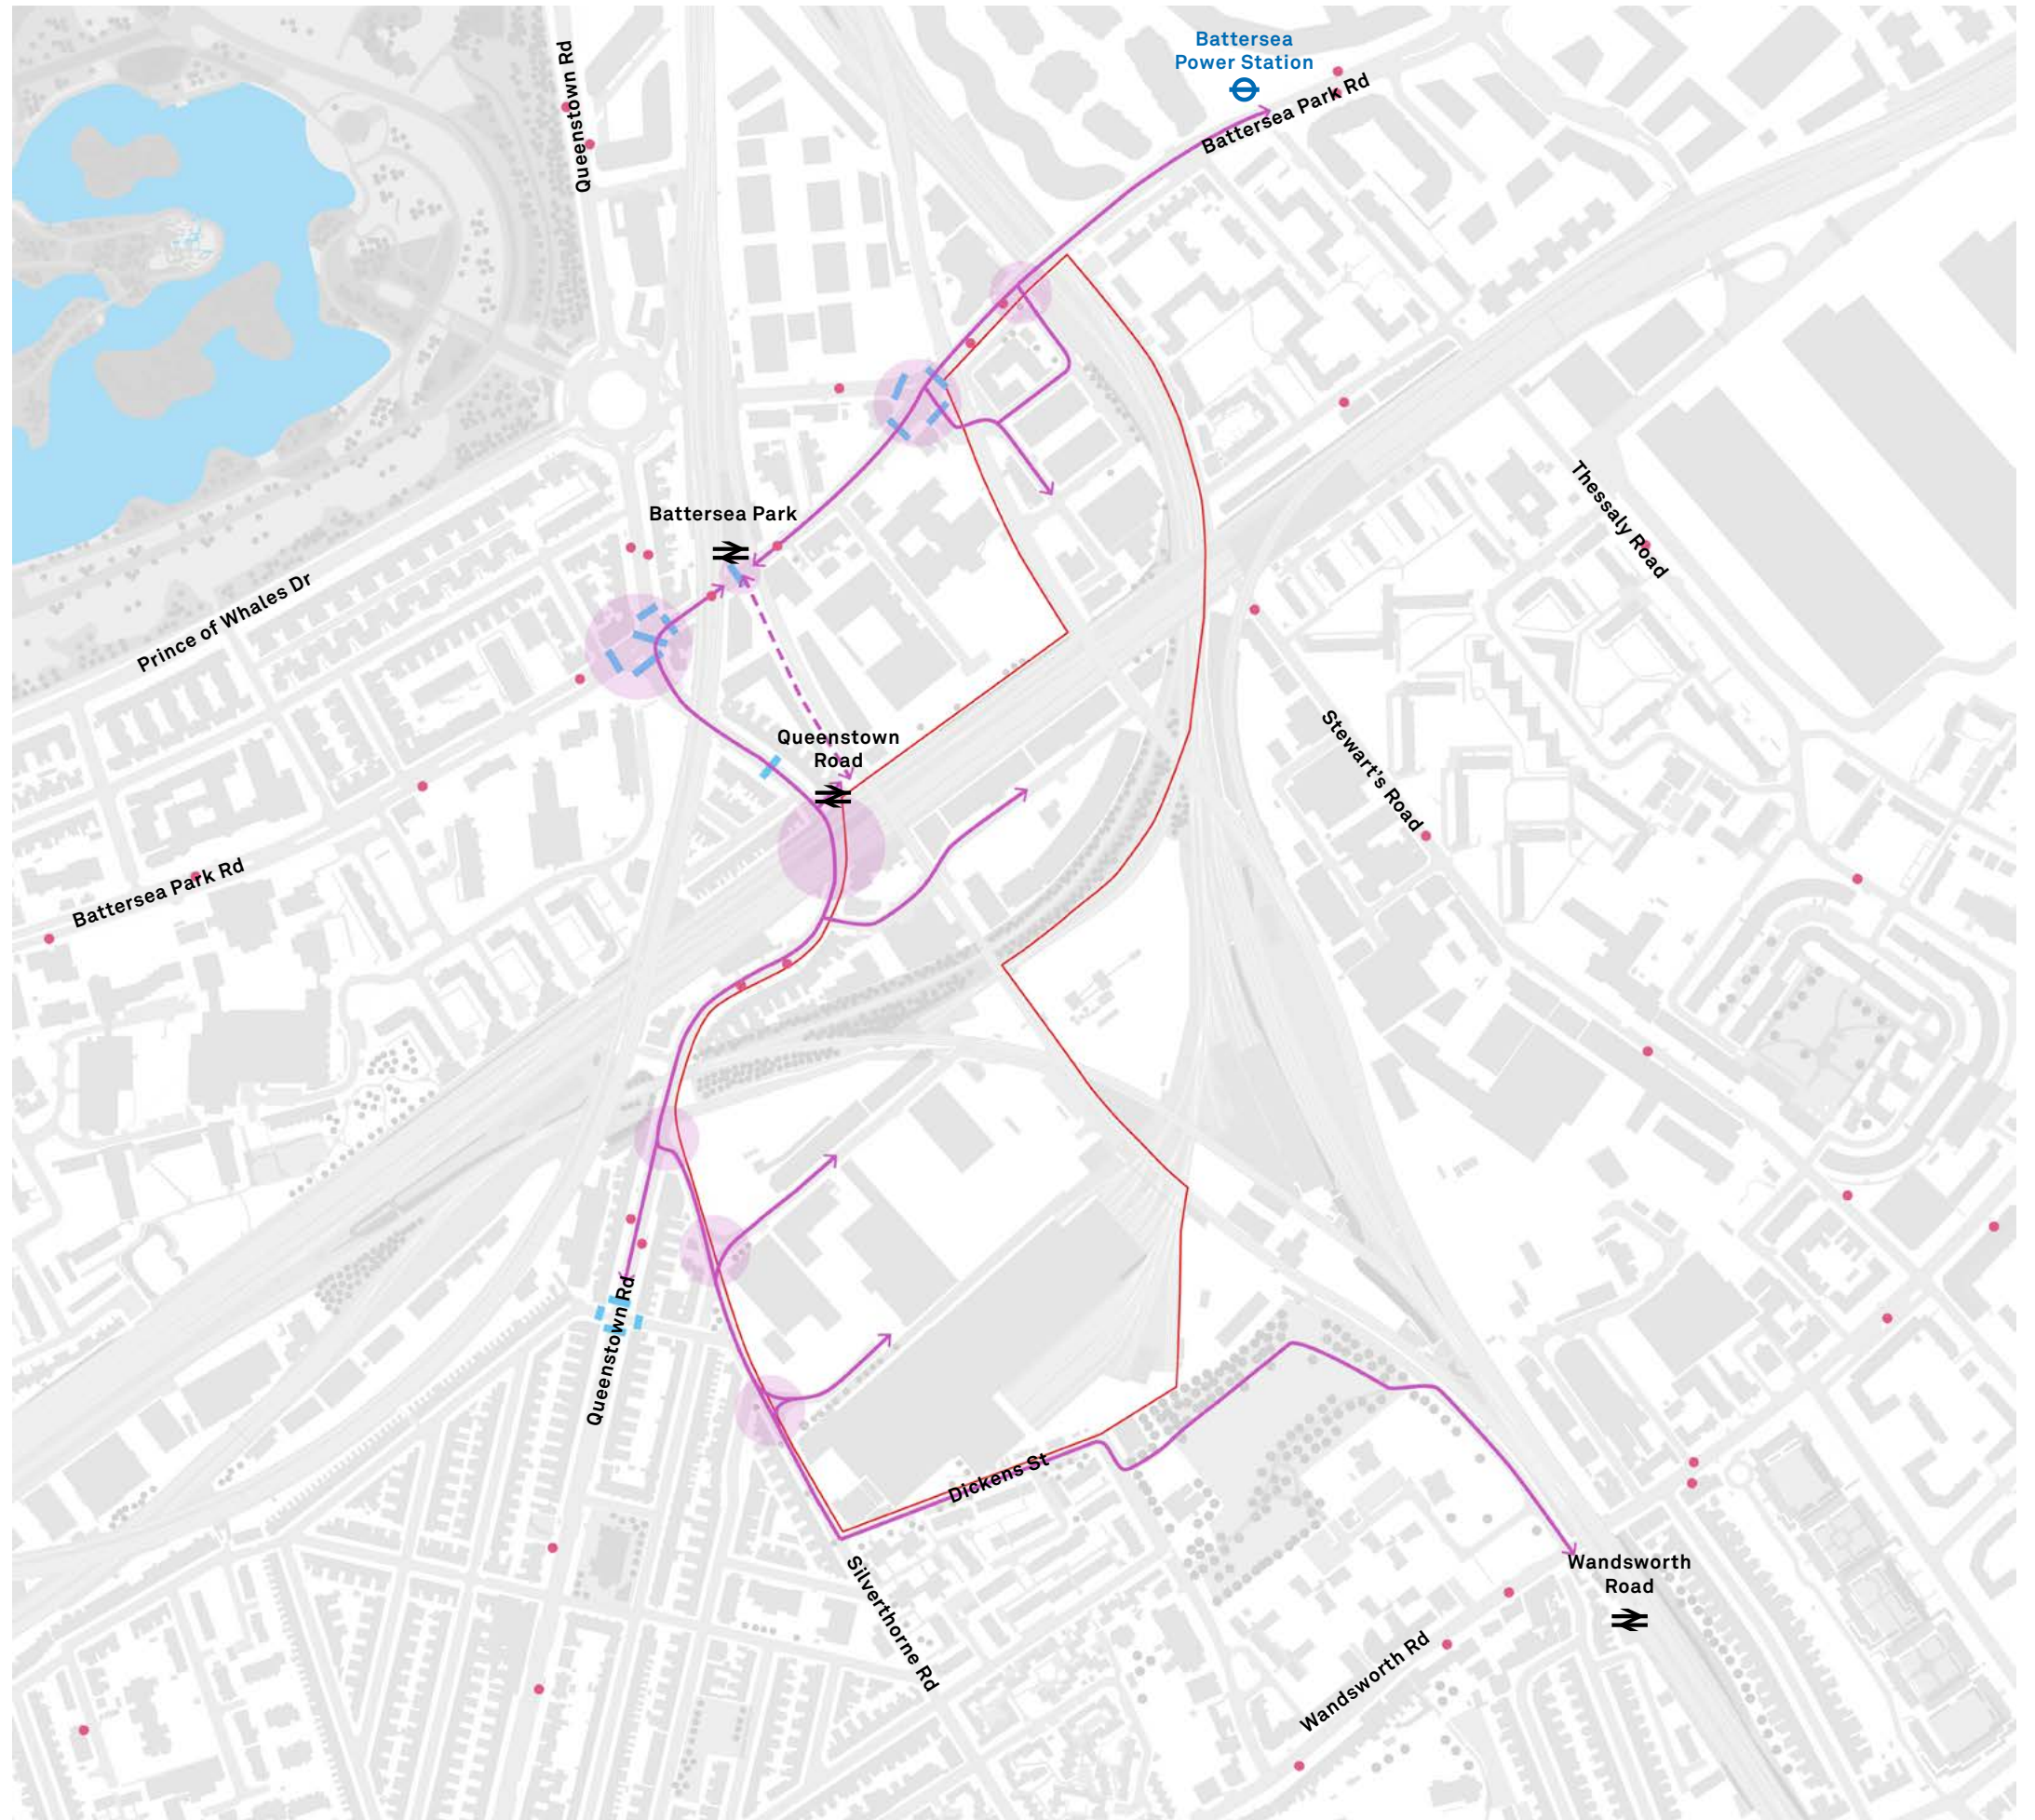 Queenstown Rd
Battersea
Power Station
Battersea Park Rd
Battersea Park
Thessaly Road
Prince of Whales Dr
Queenstown
Road
Stewart's Road
Battersea Park Rd
Queenstown Rd
Dickens St
Silverthorne Rd
Wandsworth
Road
Wandsworth Rd